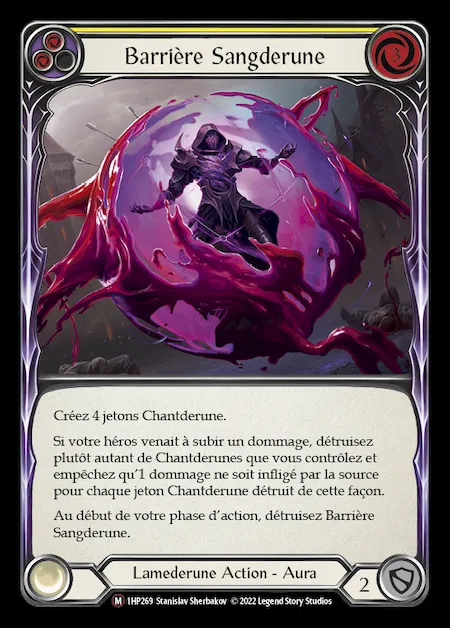 Barrière Sangderune
3
Créez 4 jetons Chantderune.
Si votre héros venait à subir un dommage, détruisez
plutôt autant de Chantderunes que vous contrôlez et
empêchez qu'1 dommage ne soit infligé par la source
pour chaque jeton Chantderune détruit de cette façon.
Au début de votre phase d'action, détruisez Barrière
Sangderune.
Lamederune Action - Aura
2
M 1HP269 Stanislav Sherbakov © 2022 Legend Story Studios